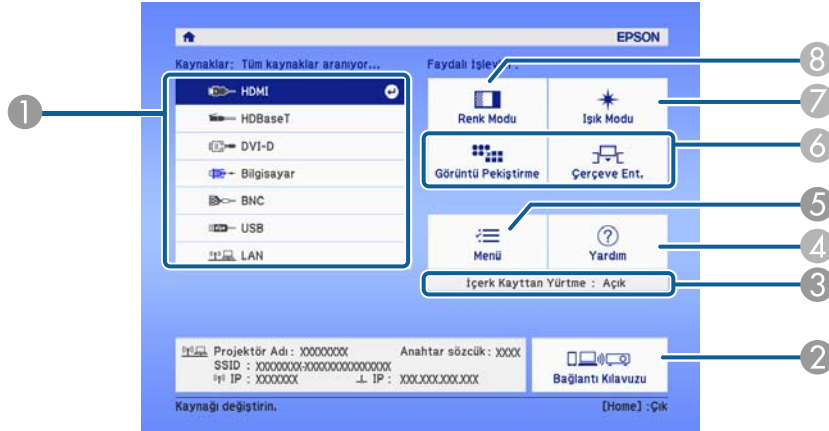 EPSON
Kaynaklar: Tüm kaynaklar aranıyor...
Faydalı İşlevler :
HDMI
HDBaseT
DVI-D
Bilgisayar
BNC
USB
LAN
Renk Modu
Işık Modu
Görüntü Pekiştirme
Çerçeve Ent.
Menü
Yardım
İçerk Kayttan Yürtme : Açık
Projektör Adı : XXXXXXXX
Anahtar sözcük : XXXX
SSID : XXXXXXXX-XXXXXXXXXXXXXX
IP : XXXXXXX
IP : XXX.XXX.XXX.XXX
Bağlantı Kılavuzu
Kaynağı değiştirin.
[Home] :Çık
1
8
7
6
5
4
3
2